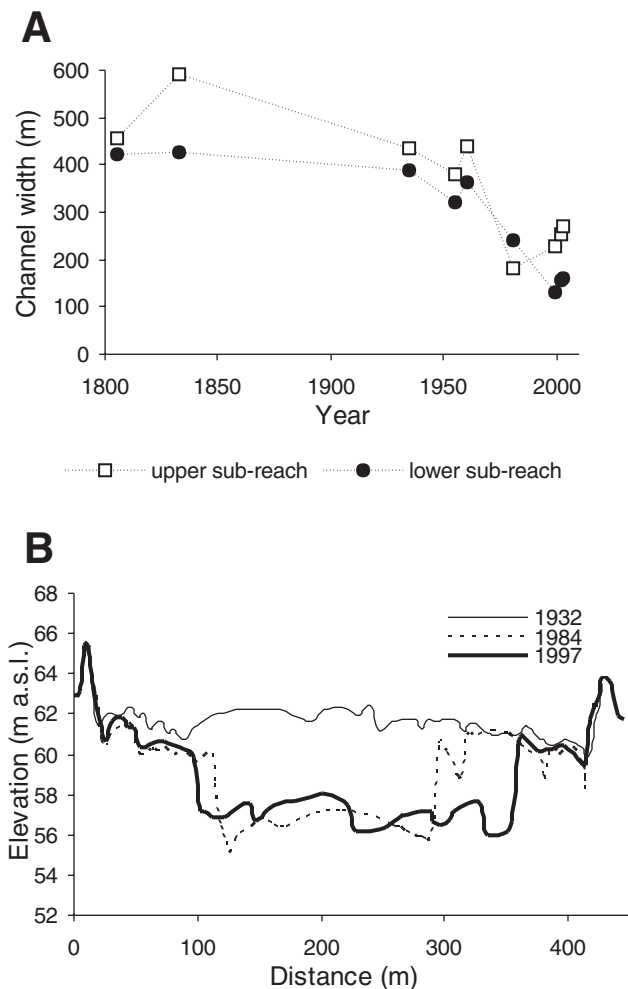 A
600
500
400
300
200
100
0
Channel width (m)
1800 1850 1900 1950 2000
Year
upper sub-reach lower sub-reach
B
68
66
64
62
60
58
56
54
52
Elevation (m a.s.l.)
1932
1984
1997
0 100 200 300 400
Distance (m)